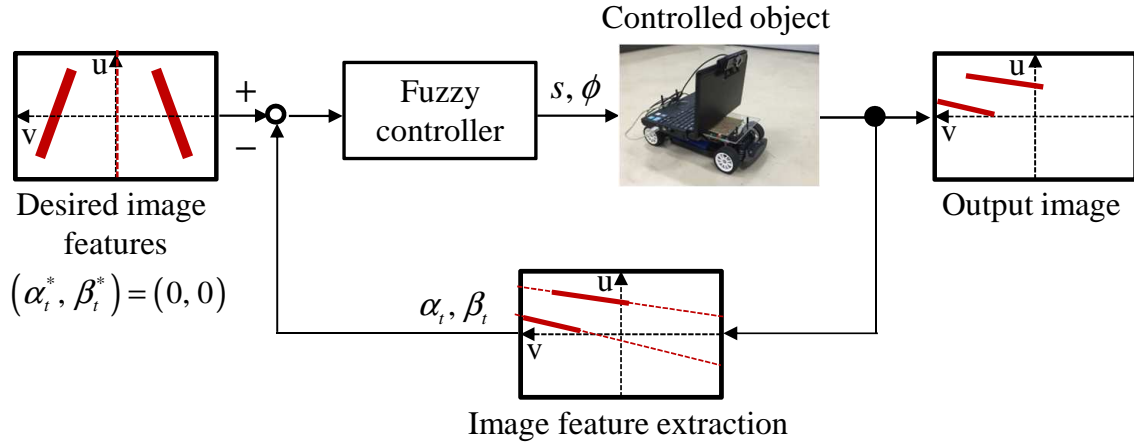 Controlled object
u
v
+
−
Fuzzy
controller
s, ϕ
u
v
Desired image
features
(α*ₜ, β*ₜ) = (0, 0)
Output image
αₜ, βₜ
u
v
Image feature extraction